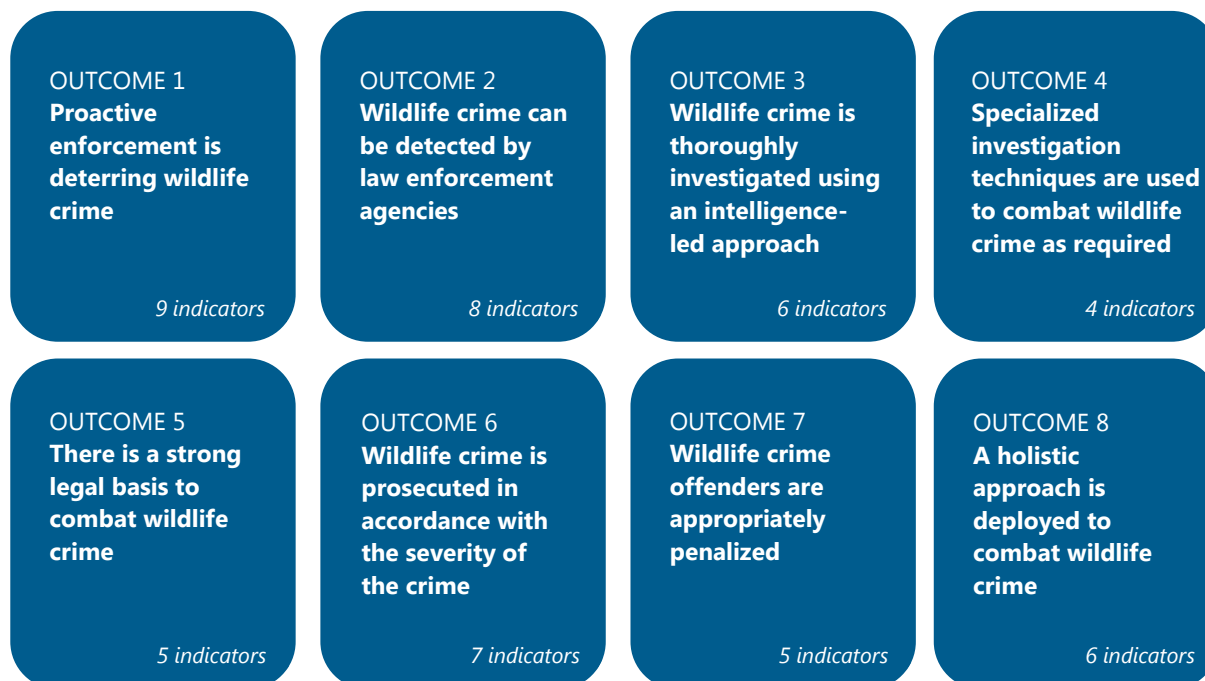 OUTCOME 1
Proactive
enforcement is
deterring wildlife
crime
9 indicators
OUTCOME 2
Wildlife crime can
be detected by
law enforcement
agencies
8 indicators
OUTCOME 3
Wildlife crime is
thoroughly
investigated using
an intelligence-
led approach
6 indicators
OUTCOME 4
Specialized
investigation
techniques are used
to combat wildlife
crime as required
4 indicators
OUTCOME 5
There is a strong
legal basis to
combat wildlife
crime
5 indicators
OUTCOME 6
Wildlife crime is
prosecuted in
accordance with
the severity of
the crime
7 indicators
OUTCOME 7
Wildlife crime
offenders are
appropriately
penalized
5 indicators
OUTCOME 8
A holistic
approach is
deployed to
combat wildlife
crime
6 indicators